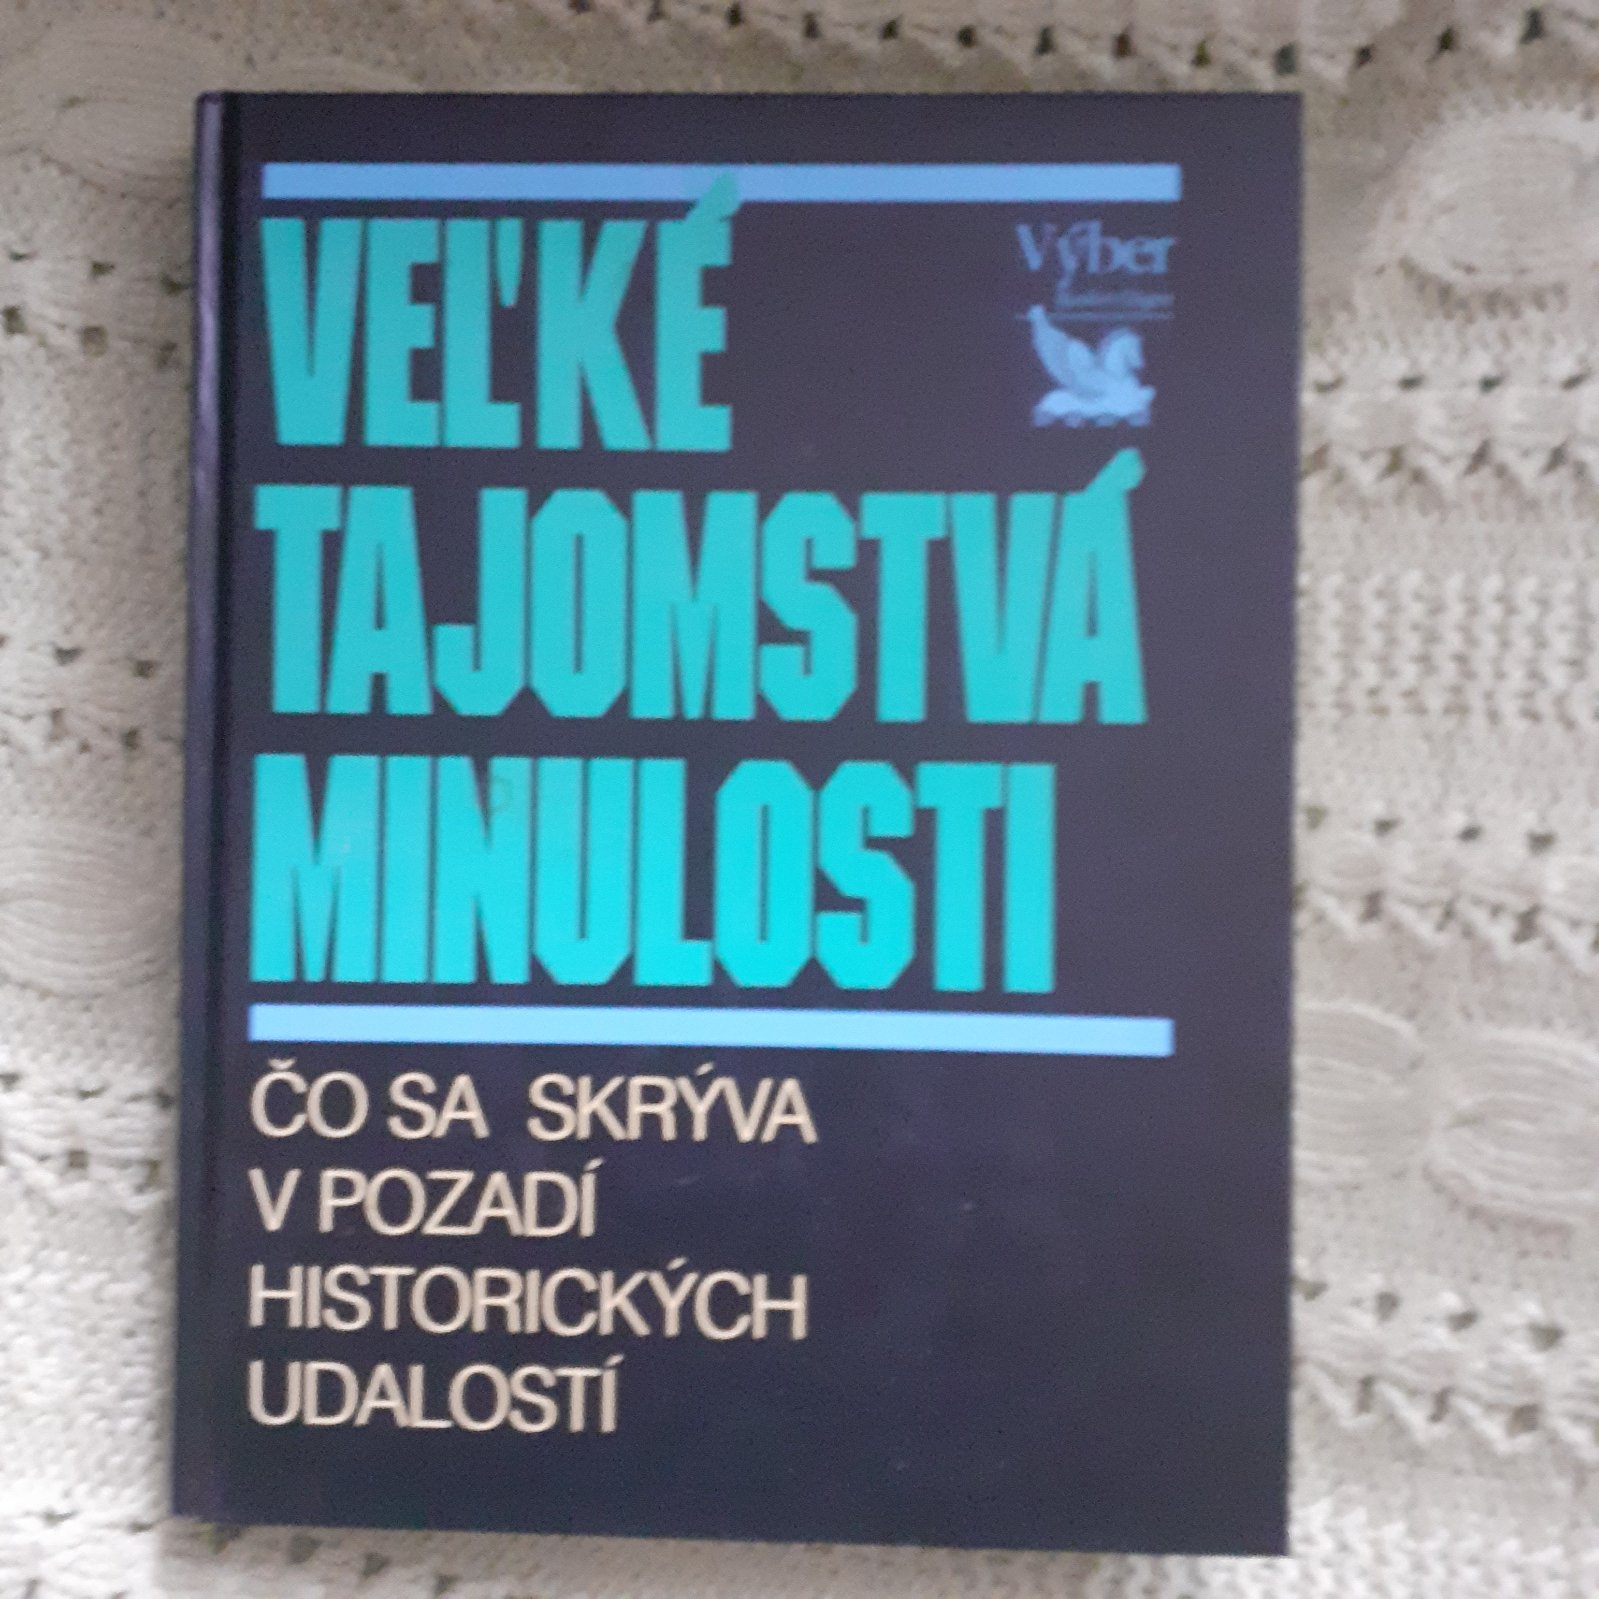 VEĽKÉ
Výber
TAJOMSTVÁ
MINULOSTI
ČO SA SKRÝVA
V POZADÍ
HISTORICKÝCH
UDALOSTÍ